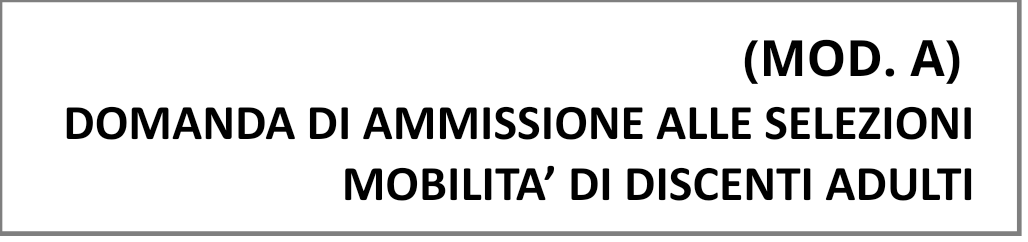 (MOD. A)
DOMANDA DI AMMISSIONE ALLE SELEZIONI
MOBILITA’ DI DISCENTI ADULTI